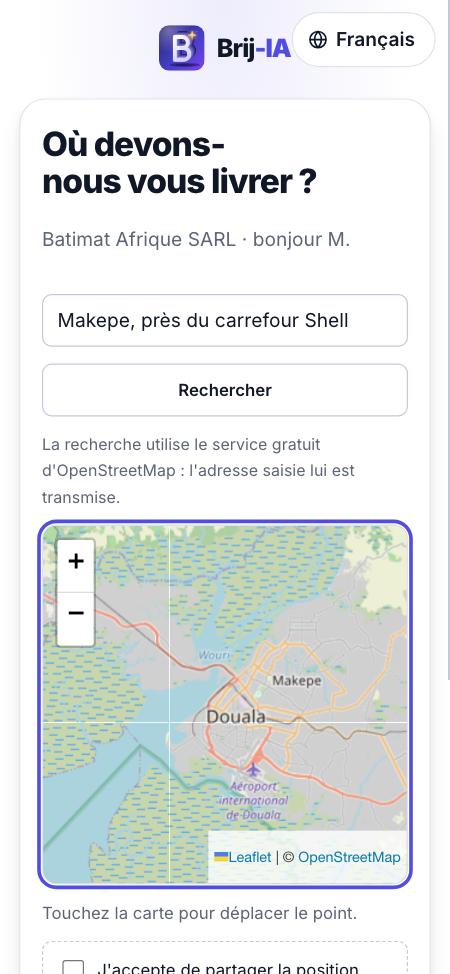 Brij-IA
Français
Où devons-
nous vous livrer ?
Batimat Afrique SARL · bonjour M.
Makepe, près du carrefour Shell
Rechercher
La recherche utilise le service gratuit
d'OpenStreetMap : l'adresse saisie lui est
transmise.
+
−
Wouri
Makepe
Douala
Aéroport
international
de Douala
Leaflet | © OpenStreetMap
Touchez la carte pour déplacer le point.
J'accepte de partager la position